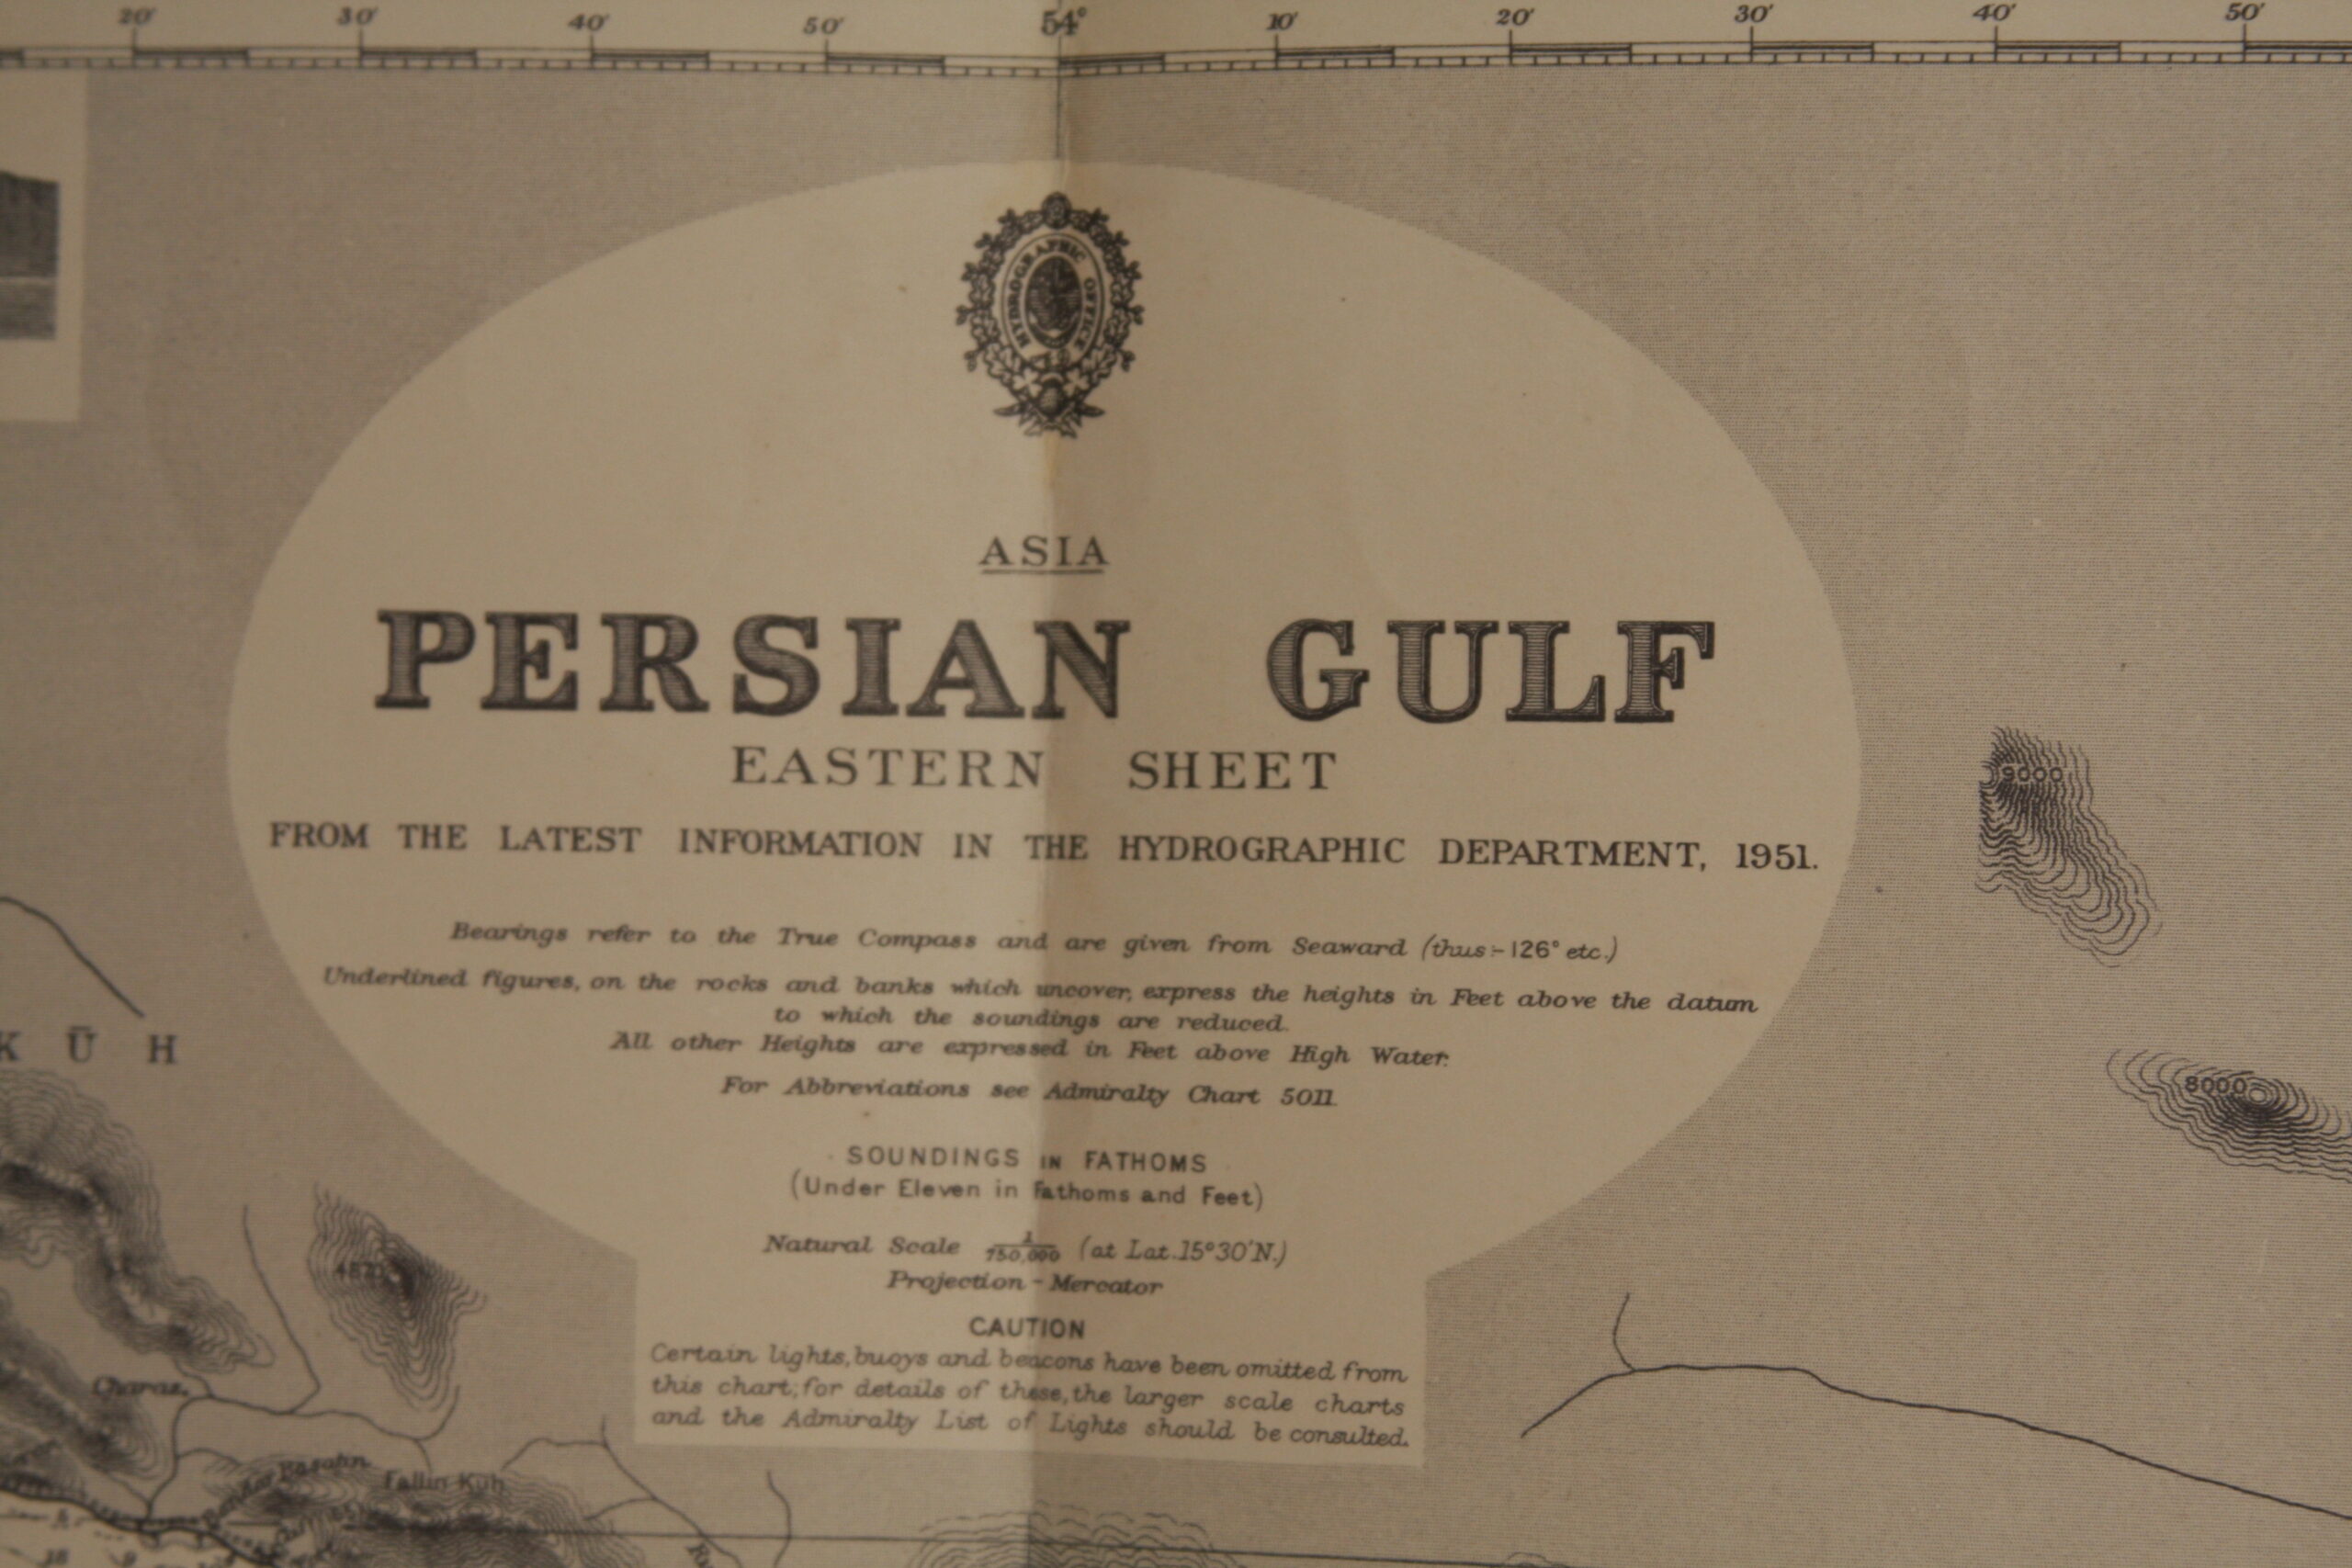 20' 30' 40' 50' 54° 10' 20' 30' 40' 50'
HYDROGRAPHIC OFFICE
ASIA
PERSIAN GULF
EASTERN SHEET
FROM THE LATEST INFORMATION IN THE HYDROGRAPHIC DEPARTMENT, 1951.
9000
Bearings refer to the True Compass and are given from Seaward (thus:-126° etc.)
Underlined figures, on the rocks and banks which uncover, express the heights in Feet above the datum
to which the soundings are reduced.
All other Heights are expressed in Feet above High Water.
KŪH
8000
For Abbreviations see Admiralty Chart 5011.
SOUNDINGS IN FATHOMS
(Under Eleven in Fathoms and Feet)
Natural Scale 1/750,000 (at Lat.15°30'N.)
Projection - Mercator
CAUTION
Certain lights, buoys and beacons have been omitted from
this chart; for details of these, the larger scale charts
and the Admiralty List of Lights should be consulted.
Charaz.
Fallin Kuh